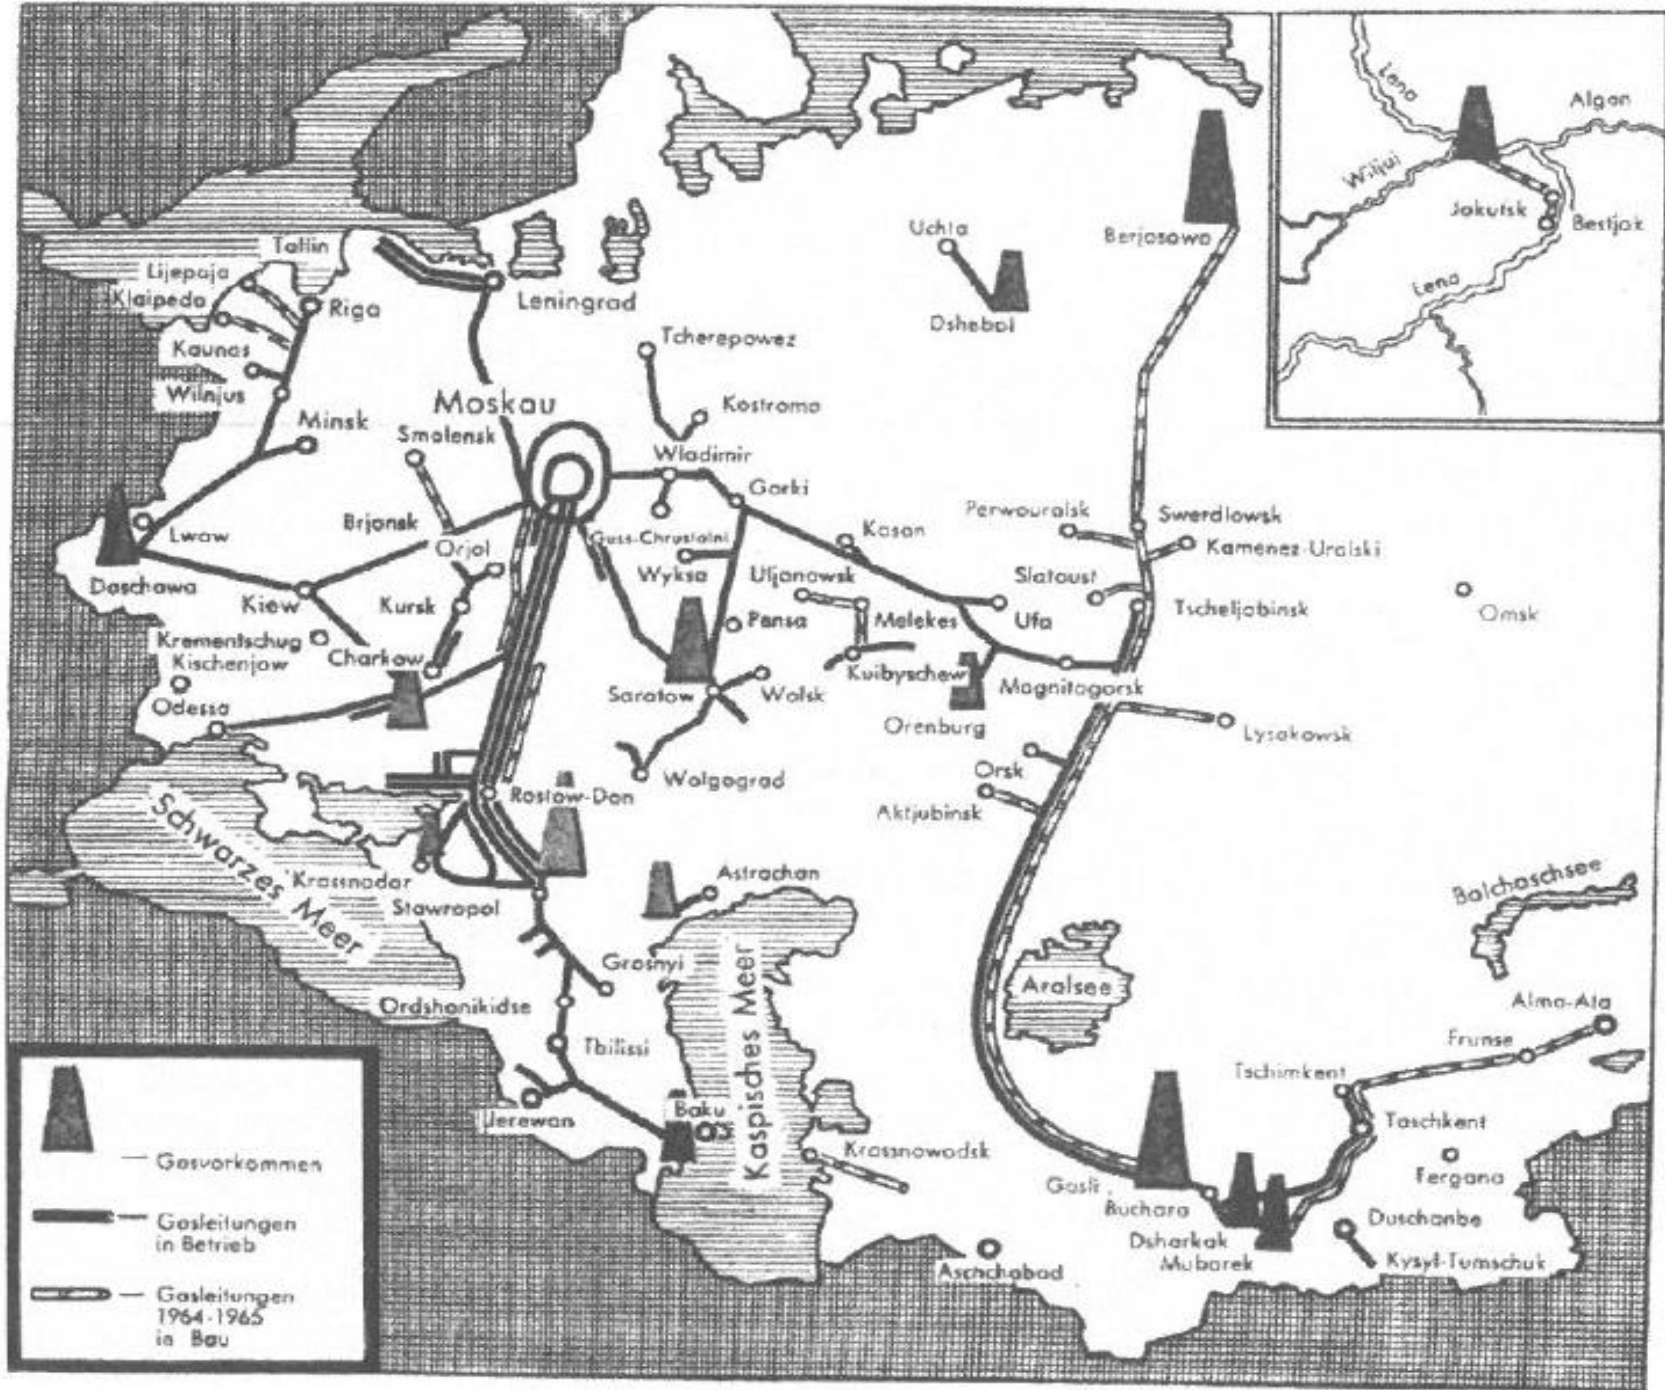 Lena
Algan
Wiljui
Jakutsk
Bestjak
Lena
Uchta
Berjosowo
Dshebol
Tallin
Lijepaja
Klaipeda
Riga
Leningrad
Kaunas
Wilnjus
Minsk
Tcherepowez
Kostroma
Moskau
Smolensk
Wladimir
Gorki
Perwouralsk
Swerdlowsk
Kamenez-Uralski
Lwow
Brjansk
Orjol
Guss-Chrustalni
Kasan
Wyksa
Uljanowsk
Slatoust
Tscheljabinsk
Omsk
Daschawa
Kiew
Kursk
Pensa
Melekes
Ufa
Krementschug
Kischenjow
Charkow
Kuibyschew
Saratow
Wolsk
Magnitogorsk
Odessa
Orenburg
Lysakowsk
Wolgograd
Orsk
Rostow-Don
Aktjubinsk
Schwarzes Meer
Krassnodar
Astrachan
Balchaschsee
Stawropol
Grosnyi
Aralsee
Alma-Ata
Ordshonikidse
Kaspisches Meer
Tbilissi
Frunse
Tschimkent
Jerewan
Baku
Taschkent
Krassnowodsk
Fergana
Gasli
Buchara
Duschanbe
Dsharkak
Mubarek
Kysyl-Tumschuk
Aschchabad
— Gasvorkommen
— Gasleitungen
in Betrieb
— Gasleitungen
1964-1965
in Bau